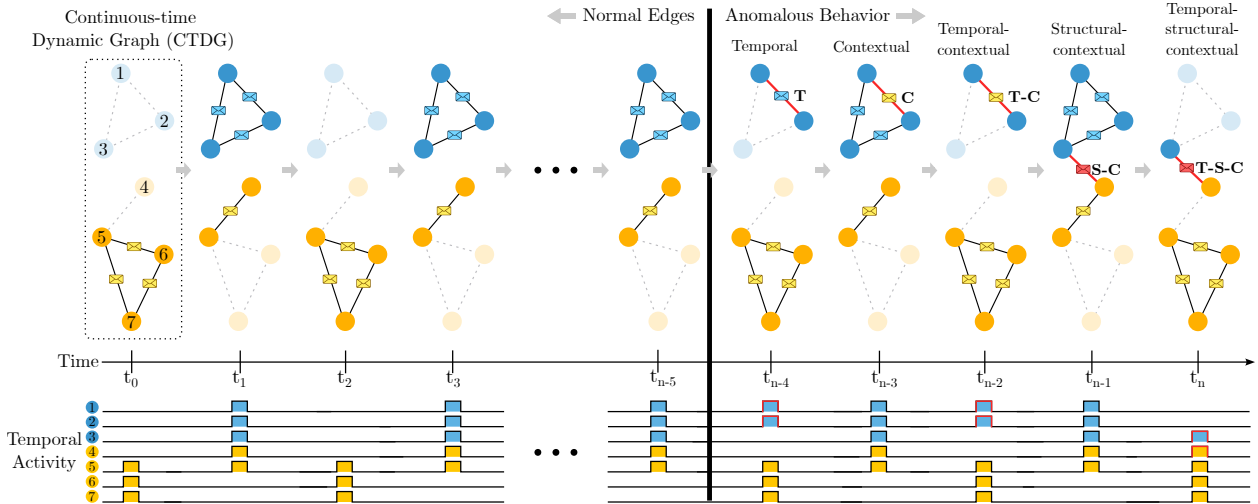 Continuous-time
Dynamic Graph (CTDG)
Normal Edges
Anomalous Behavior
Temporal
Contextual
Temporal-
contextual
Structural-
contextual
Temporal-
structural-
contextual
1
2
3
4
5
6
7
T
C
T-C
S-C
T-S-C
Time
t0
t1
t2
t3
tn-5
tn-4
tn-3
tn-2
tn-1
tn
Temporal
Activity
1
2
3
4
5
6
7